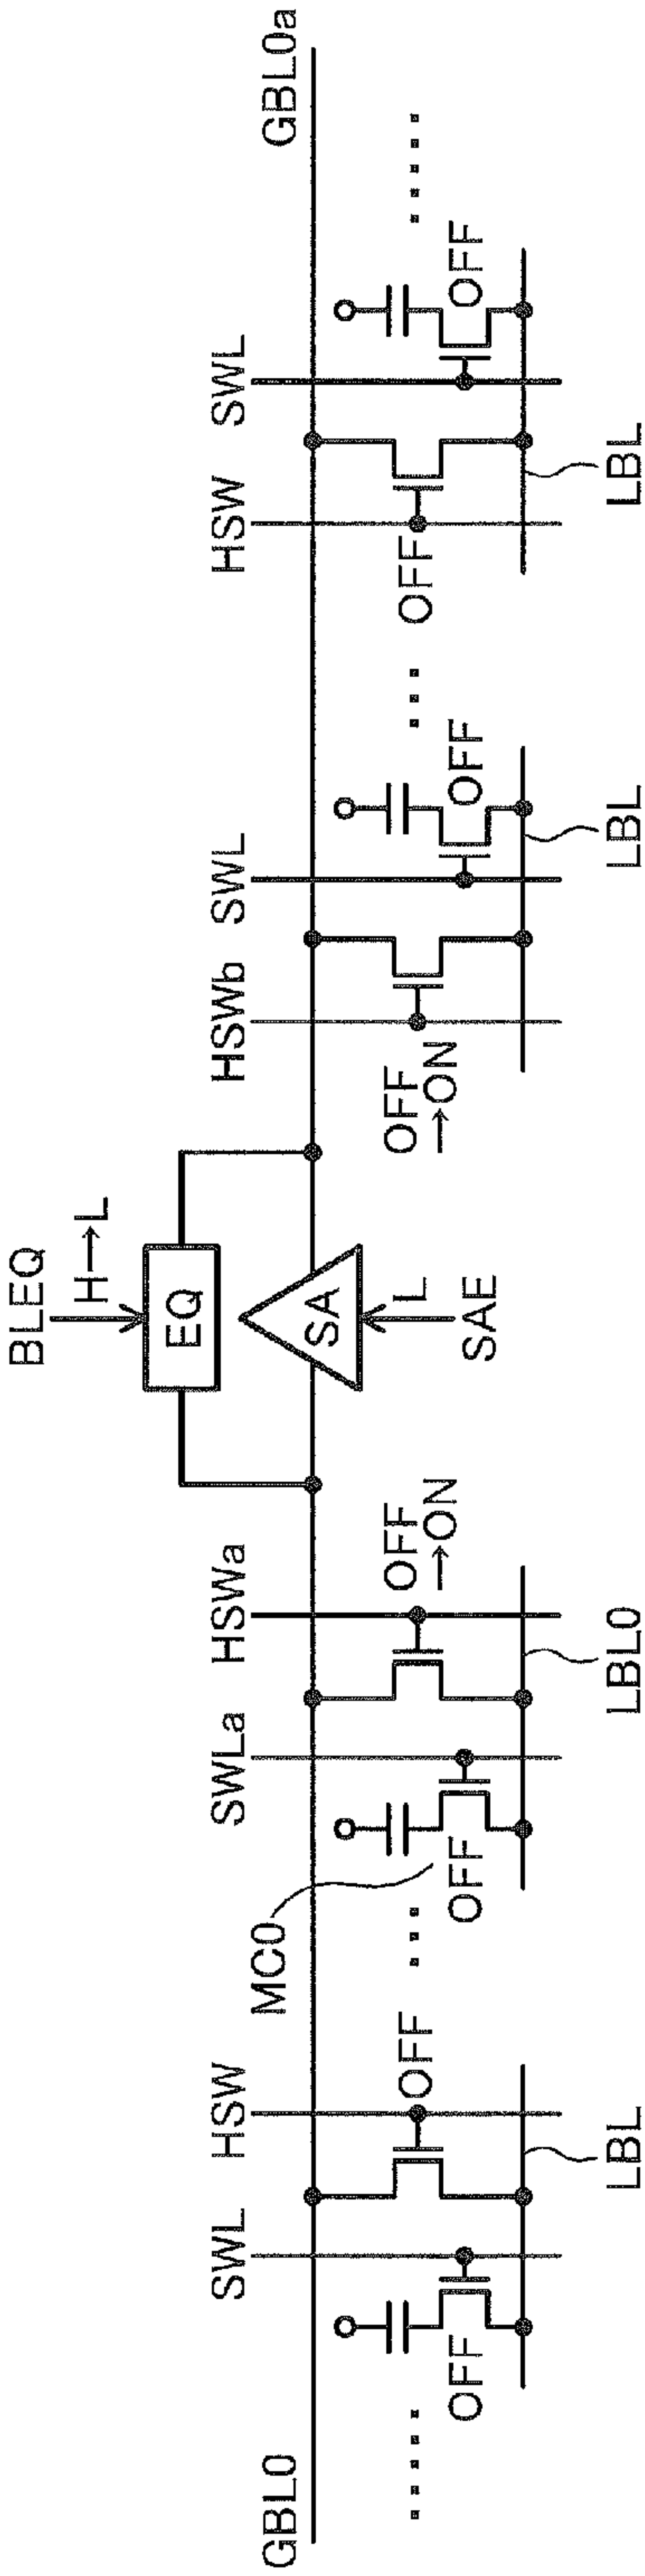 BLEQ
H→L
EQ
SA
L
SAE
GBL0
GBL0a
SWL
HSW
SWLa
HSWa
HSWb
SWL
HSW
SWL
MC0
OFF
OFF
OFF
OFF
→ON
OFF
→ON
OFF
OFF
OFF
LBL
LBL0
LBL
LBL